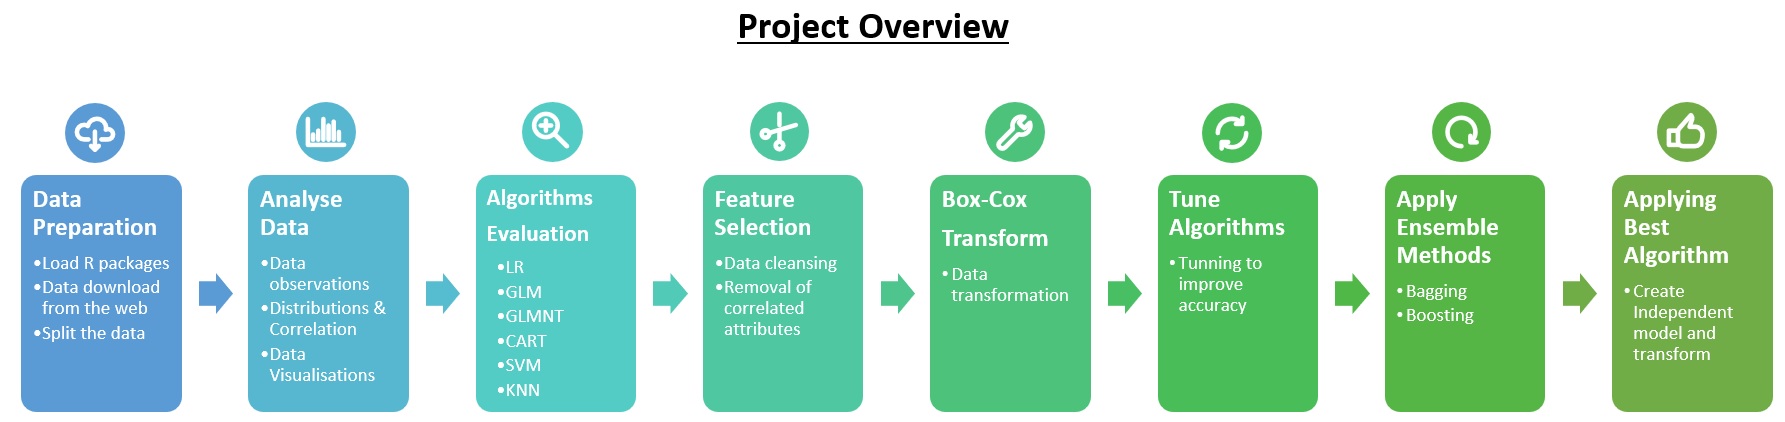 Project Overview
Data
Preparation
•Load R packages
•Data download
from the web
•Split the data
Analyse
Data
•Data
observations
•Distributions &
Correlation
•Data
Visualisations
Algorithms
Evaluation
•LR
•GLM
•GLMNT
•CART
•SVM
•KNN
Feature
Selection
•Data cleansing
•Removal of
correlated
attributes
Box-Cox
Transform
• Data
transformation
Tune
Algorithms
•Tunning to
improve
accuracy
Apply
Ensemble
Methods
• Bagging
• Boosting
Applying
Best
Algorithm
• Create
Independent
model and
transform